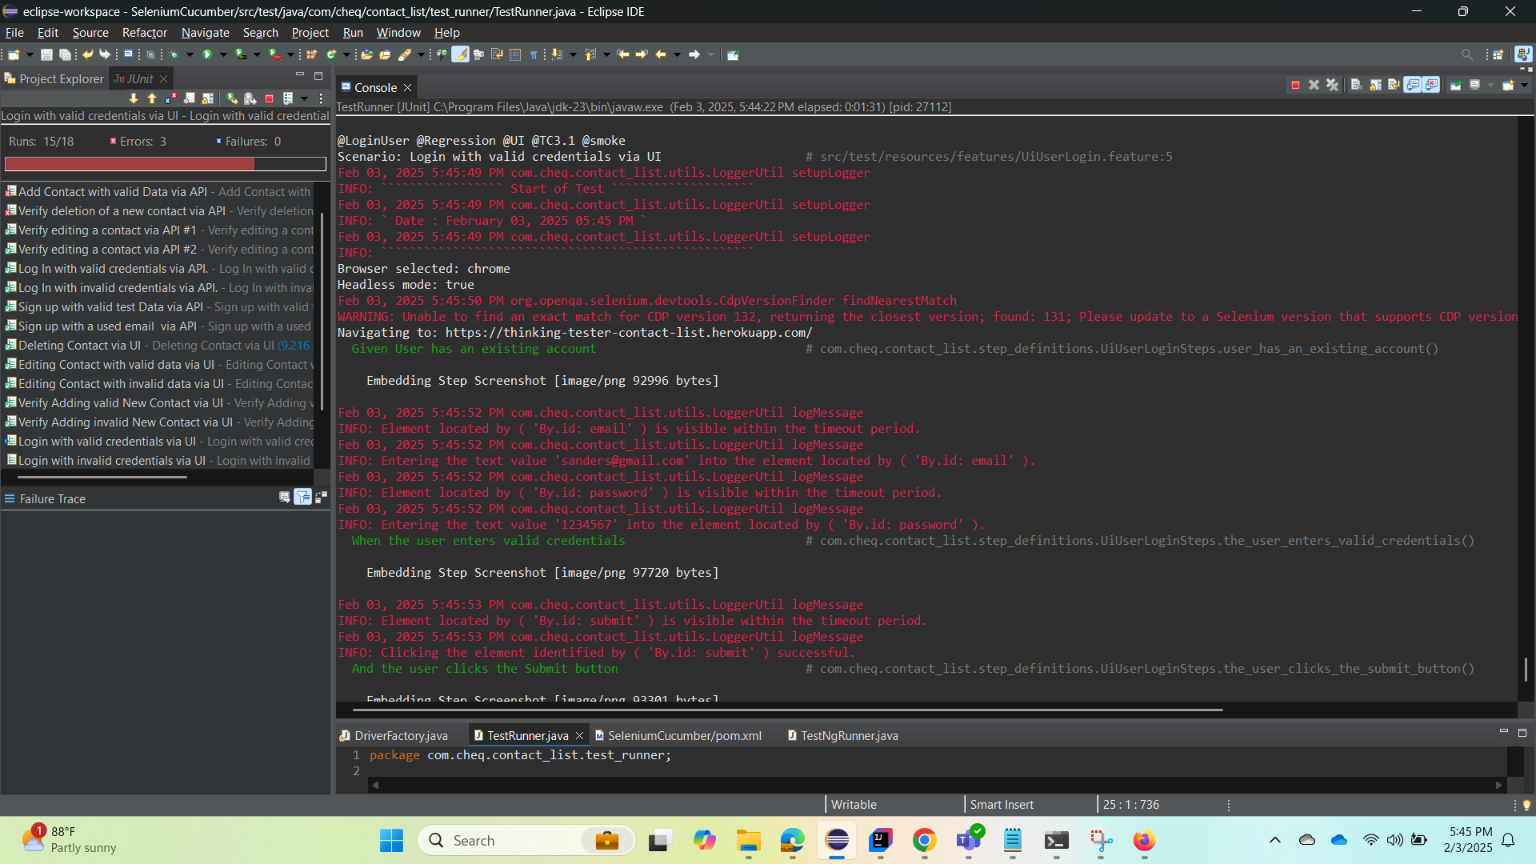 eclipse-workspace - SeleniumCucumber/src/test/java/com/cheq/contact_list/test_runner/TestRunner.java - Eclipse IDE
File Edit Source Refactor Navigate Search Project Run Window Help
Project Explorer JUnit
Login with valid credentials via UI - Login with valid credential
Runs: 15/18 Errors: 3 Failures: 0
Add Contact with valid Data via API - Add Contact with
Verify deletion of a new contact via API - Verify deletion
Verify editing a contact via API #1 - Verify editing a cont
Verify editing a contact via API #2 - Verify editing a cont
Log In with valid credentials via API. - Log In with valid c
Log In with invalid credentials via API. - Log In with inva
Sign up with valid test Data via API - Sign up with valid
Sign up with a used email via API - Sign up with a used
Deleting Contact via UI - Deleting Contact via UI (9.216
Editing Contact with valid data via UI - Editing Contact
Editing Contact with invalid data via UI - Editing Contac
Verify Adding valid New Contact via UI - Verify Adding
Verify Adding invalid New Contact via UI - Verify Adding
Login with valid credentials via UI - Login with valid cre
Login with invalid credentials via UI - Login with invalid
Failure Trace
Console
TestRunner [JUnit] C:\Program Files\Java\jdk-23\bin\javaw.exe (Feb 3, 2025, 5:44:22 PM elapsed: 0:01:31) [pid: 27112]
@LoginUser @Regression @UI @TC3.1 @smoke
Scenario: Login with valid credentials via UI # src/test/resources/features/UiUserLogin.feature:5
Feb 03, 2025 5:45:49 PM com.cheq.contact_list.utils.LoggerUtil setupLogger
INFO: ````````````````` Start of Test ````````````````````
Feb 03, 2025 5:45:49 PM com.cheq.contact_list.utils.LoggerUtil setupLogger
INFO: ` Date : February 03, 2025 05:45 PM `
Feb 03, 2025 5:45:49 PM com.cheq.contact_list.utils.LoggerUtil setupLogger
INFO: ````````````````````````````````````````````````````
Browser selected: chrome
Headless mode: true
Feb 03, 2025 5:45:50 PM org.openqa.selenium.devtools.CdpVersionFinder findNearestMatch
WARNING: Unable to find an exact match for CDP version 132, returning the closest version; found: 131; Please update to a Selenium version that supports CDP version
Navigating to: https://thinking-tester-contact-list.herokuapp.com/
Given User has an existing account # com.cheq.contact_list.step_definitions.UiUserLoginSteps.user_has_an_existing_account()
Embedding Step Screenshot [image/png 92996 bytes]
Feb 03, 2025 5:45:52 PM com.cheq.contact_list.utils.LoggerUtil logMessage
INFO: Element located by ( 'By.id: email' ) is visible within the timeout period.
Feb 03, 2025 5:45:52 PM com.cheq.contact_list.utils.LoggerUtil logMessage
INFO: Entering the text value 'sanders@gmail.com' into the element located by ( 'By.id: email' ).
Feb 03, 2025 5:45:52 PM com.cheq.contact_list.utils.LoggerUtil logMessage
INFO: Element located by ( 'By.id: password' ) is visible within the timeout period.
Feb 03, 2025 5:45:52 PM com.cheq.contact_list.utils.LoggerUtil logMessage
INFO: Entering the text value '1234567' into the element located by ( 'By.id: password' ).
When the user enters valid credentials # com.cheq.contact_list.step_definitions.UiUserLoginSteps.the_user_enters_valid_credentials()
Embedding Step Screenshot [image/png 97720 bytes]
Feb 03, 2025 5:45:53 PM com.cheq.contact_list.utils.LoggerUtil logMessage
INFO: Element located by ( 'By.id: submit' ) is visible within the timeout period.
Feb 03, 2025 5:45:53 PM com.cheq.contact_list.utils.LoggerUtil logMessage
INFO: Clicking the element identified by ( 'By.id: submit' ) successful.
And the user clicks the Submit button # com.cheq.contact_list.step_definitions.UiUserLoginSteps.the_user_clicks_the_submit_button()
Embedding Step Screenshot [image/png 93301 bytes]
DriverFactory.java TestRunner.java SeleniumCucumber/pom.xml TestNgRunner.java
1 package com.cheq.contact_list.test_runner;
2
Writable Smart Insert 25 : 1 : 736
1 88°F
Partly sunny
Search
5:45 PM
2/3/2025